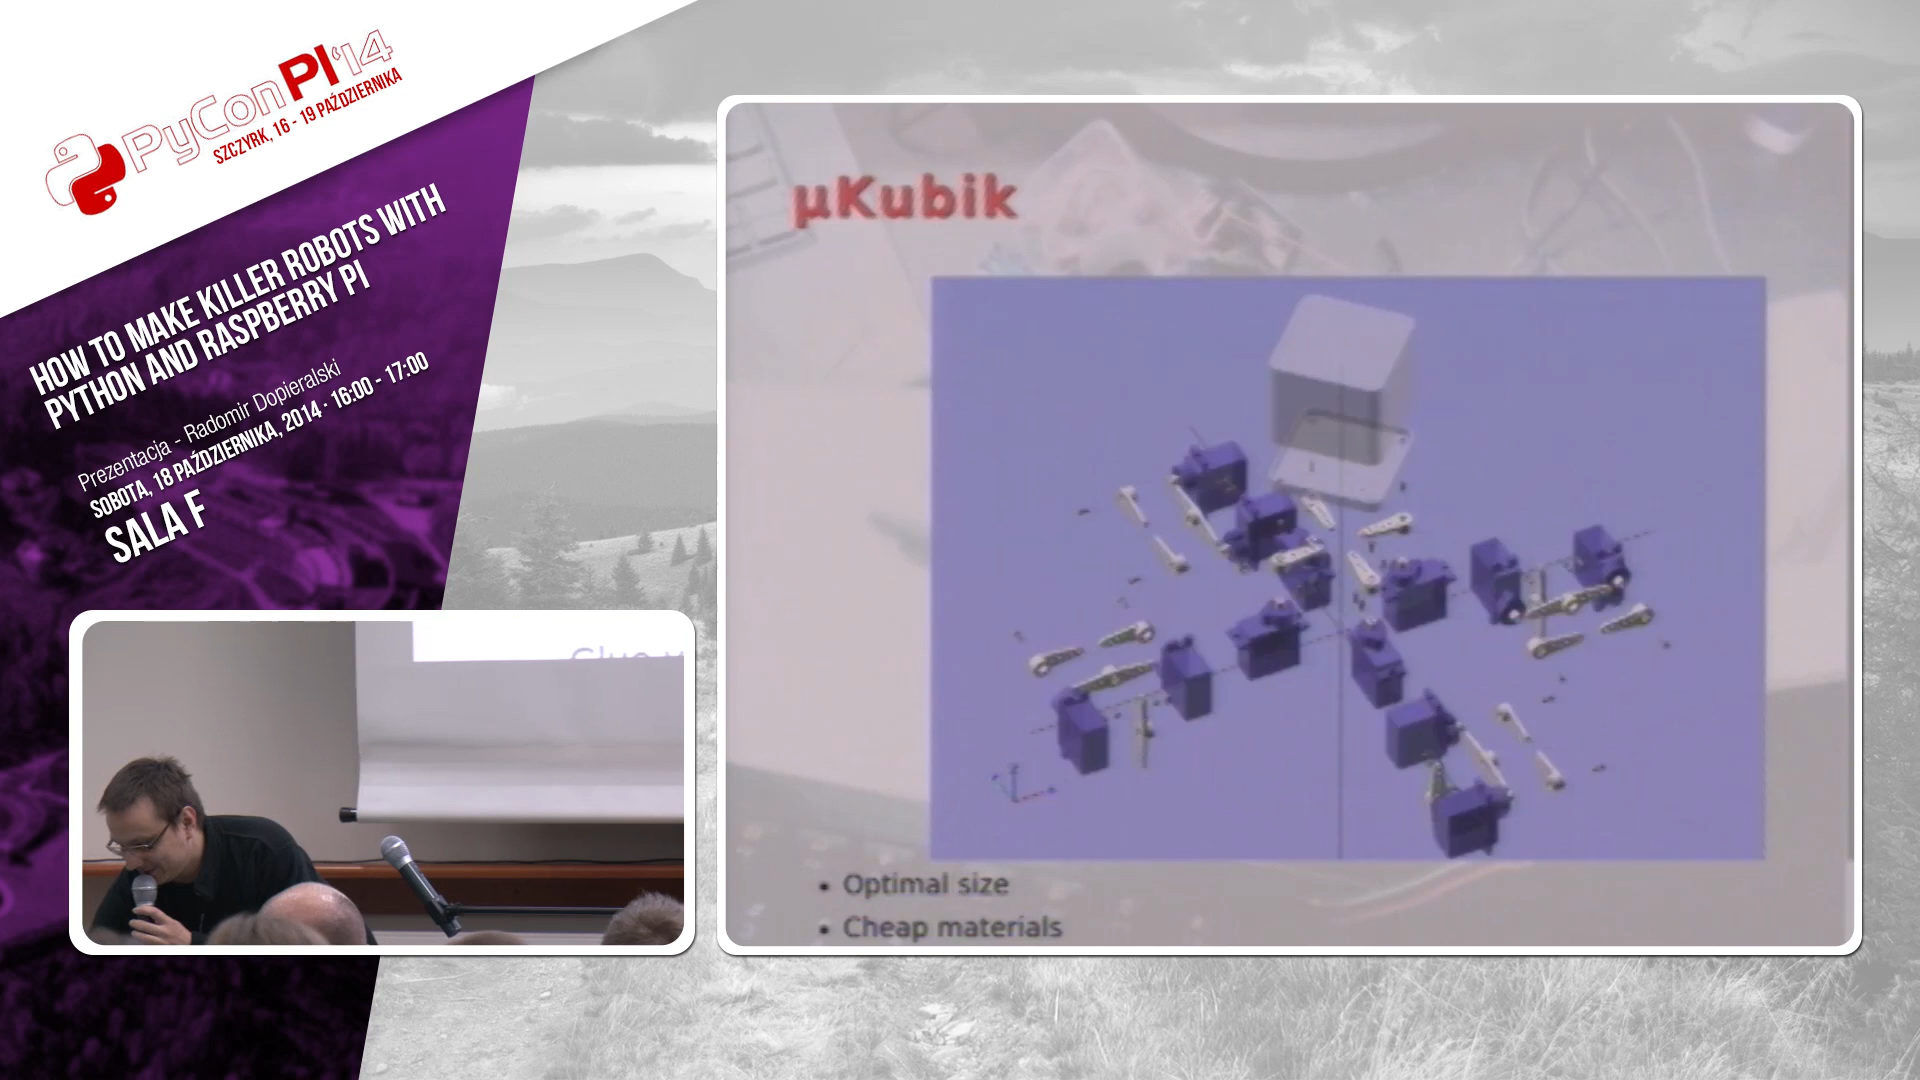 PyConPl'14
SZCZYRK, 16 - 19 PAŹDZIERNIKA
HOW TO MAKE KILLER ROBOTS WITH
PYTHON AND RASPBERRY PI
Prezentacja - Radomir Dopieralski
SOBOTA, 18 PAŹDZIERNIKA, 2014 · 16:00 - 17:00
SALA F
µKubik
Optimal size
Cheap materials